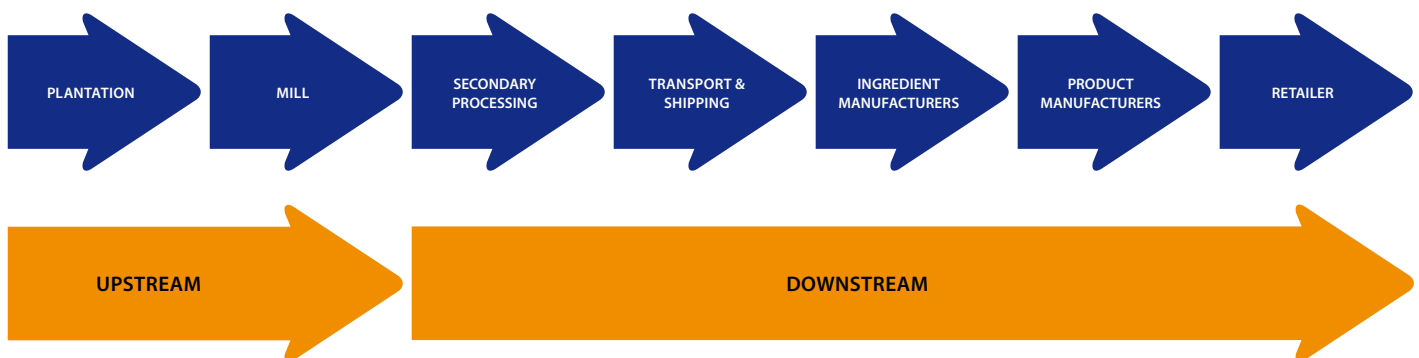 PLANTATION
MILL
SECONDARY
PROCESSING
TRANSPORT &
SHIPPING
INGREDIENT
MANUFACTURERS
PRODUCT
MANUFACTURERS
RETAILER
UPSTREAM
DOWNSTREAM